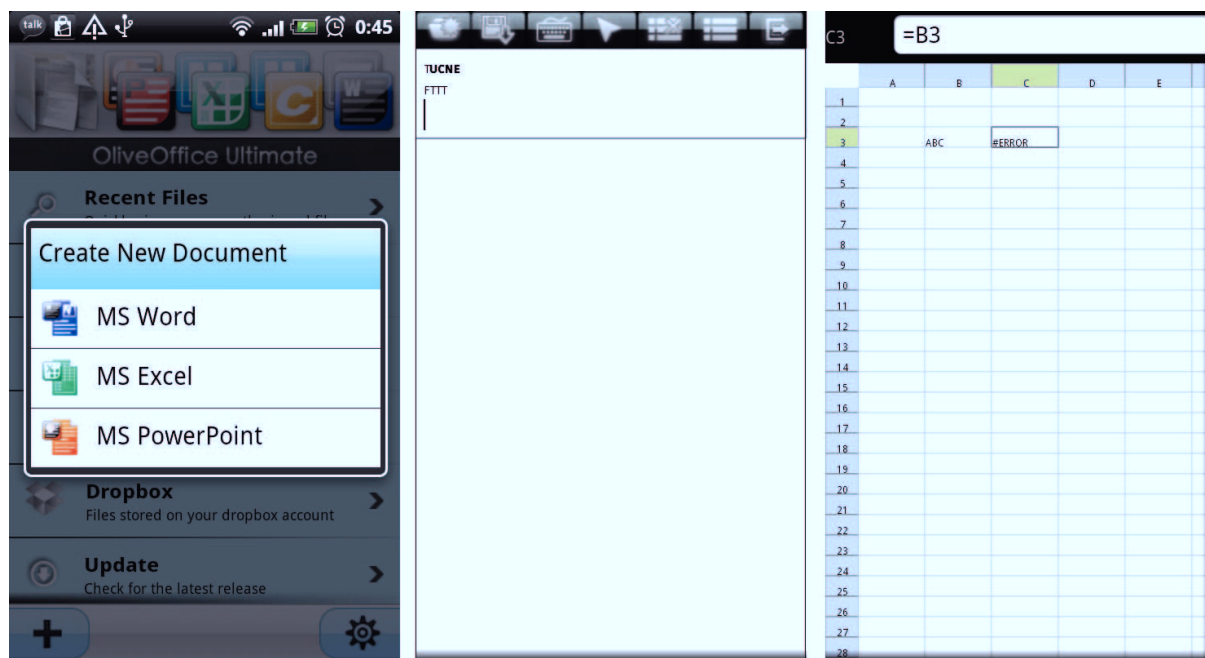 talk 0:45
OliveOffice Ultimate
Recent Files
Create New Document
MS Word
MS Excel
MS PowerPoint
Dropbox
Files stored on your dropbox account
Update
Check for the latest release
TUCNE
FTTT
C3 =B3
A B C D E
1
2
3 ABC #ERROR
4
5
6
7
8
9
10
11
12
13
14
15
16
17
18
19
20
21
22
23
24
25
26
27
28